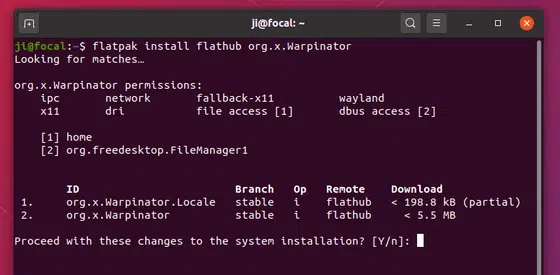 ji@focal: ~
ji@focal:~$ flatpak install flathub org.x.Warpinator
Looking for matches…
org.x.Warpinator permissions:
ipc network fallback-x11 wayland
x11 dri file access [1] dbus access [2]
[1] home
[2] org.freedesktop.FileManager1
ID Branch Op Remote Download
1. org.x.Warpinator.Locale stable i flathub < 198.8 kB (partial)
2. org.x.Warpinator stable i flathub < 5.5 MB
Proceed with these changes to the system installation? [Y/n]: